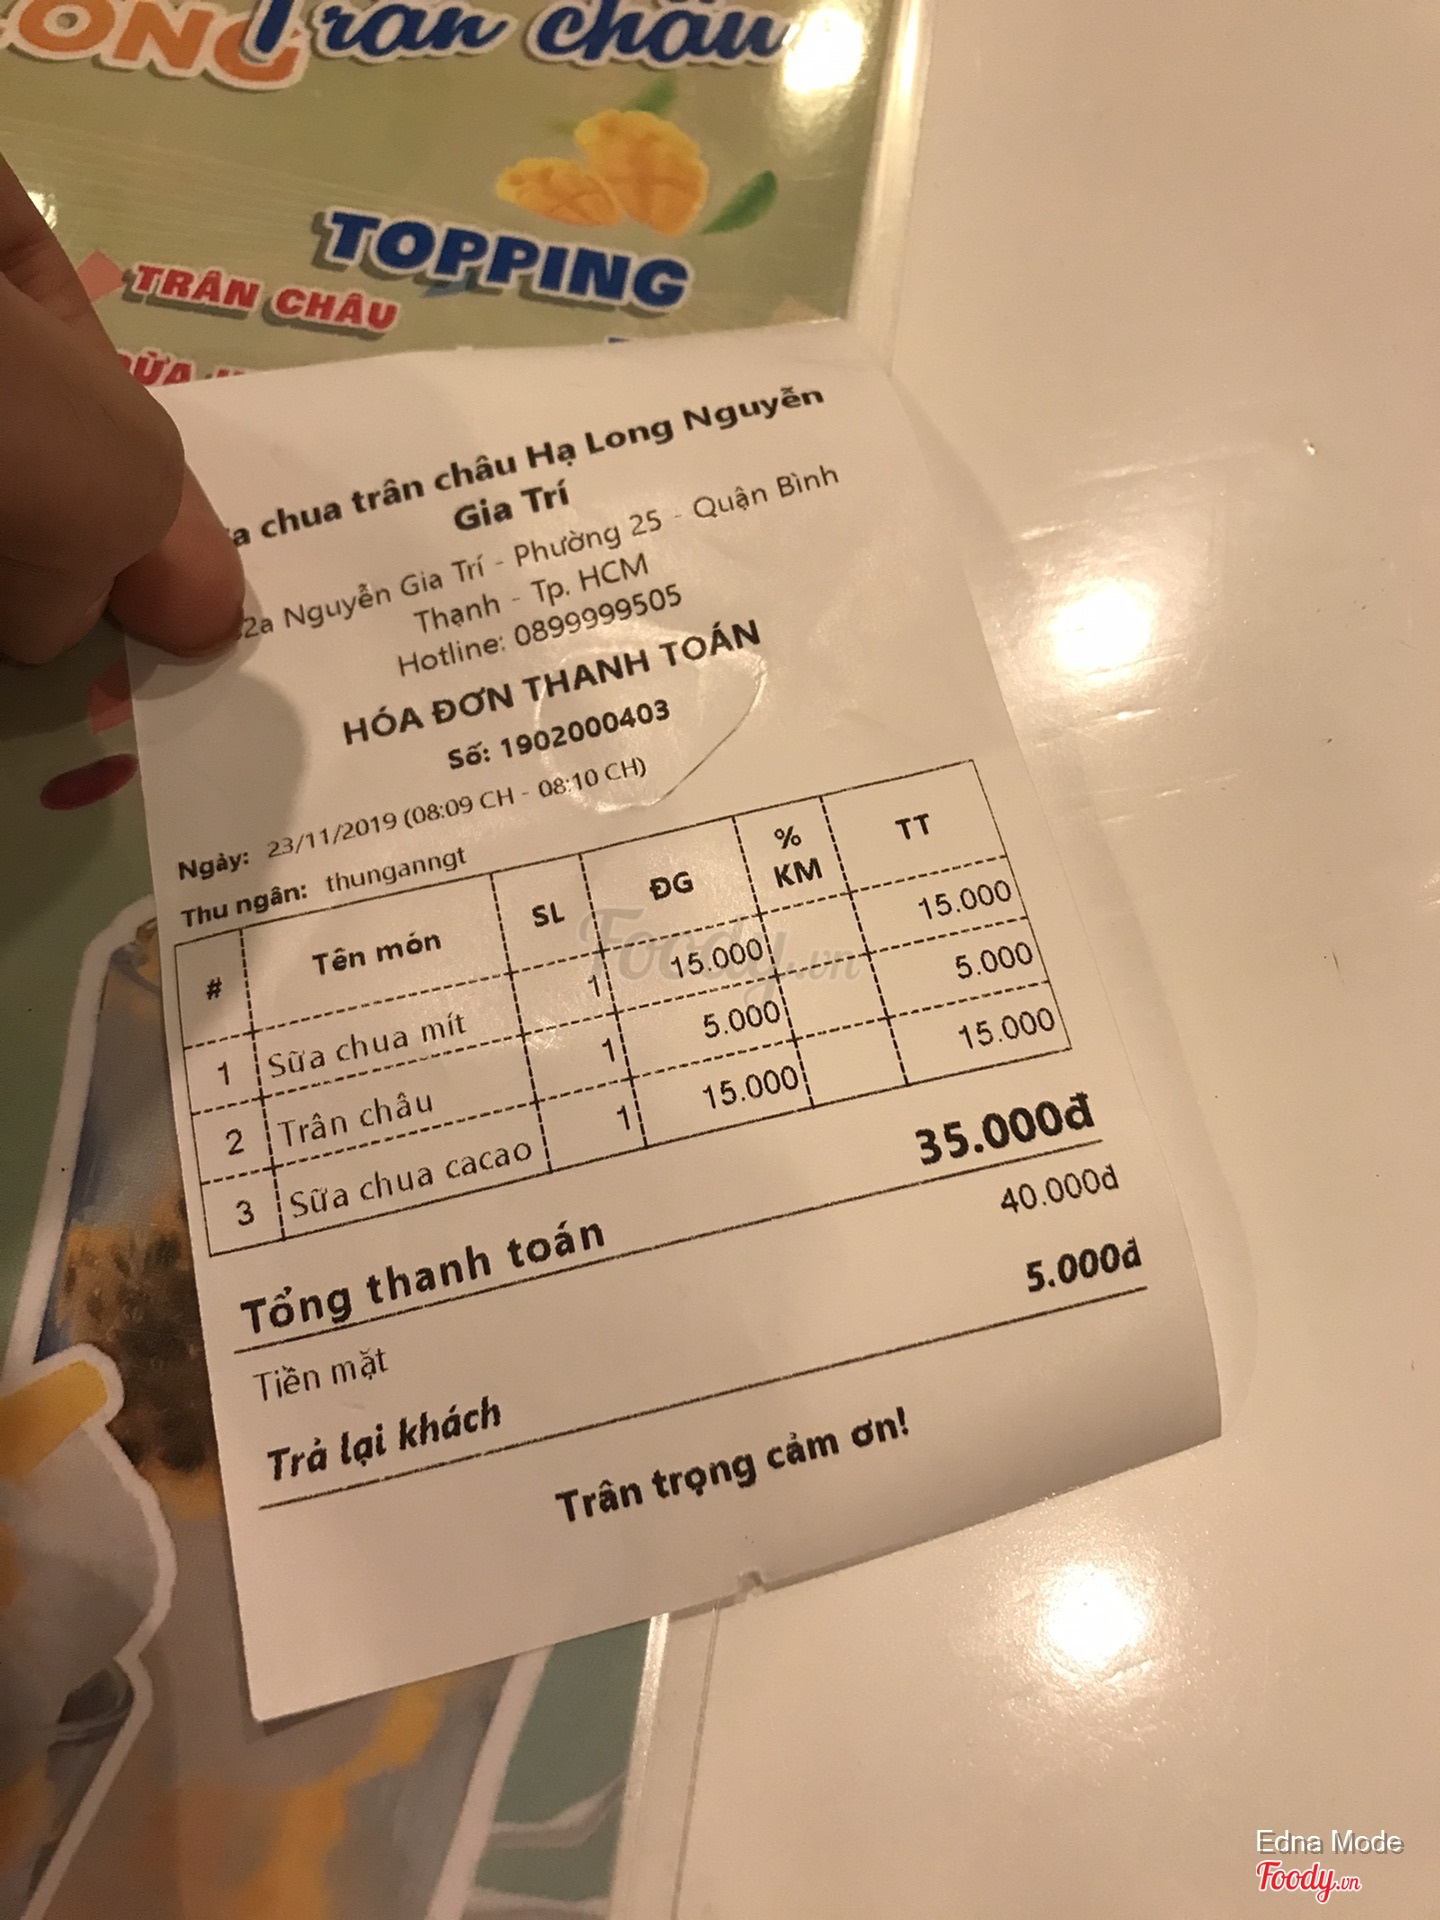 ONG Trân châu
TOPPING
TRÂN CHÂU
chua trân châu Hạ Long Nguyễn
Gia Trí
2a Nguyễn Gia Trí - Phường 25 - Quận Bình
Thạnh - Tp. HCM
Hotline: 0899999505
HÓA ĐƠN THANH TOÁN
Số: 1902000403
Ngày: 23/11/2019 (08:09 CH - 08:10 CH)
Thu ngân: thunganngt
# Tên món SL ĐG % KM TT
1 Sữa chua mít 1 15.000 15.000
2 Trân châu 1 5.000 5.000
3 Sữa chua cacao 1 15.000 15.000
Tổng thanh toán 35.000đ
Tiền mặt 40.000đ
Trả lại khách 5.000đ
Trân trọng cảm ơn!
Foody.vn
Edna Mode
Foody.vn